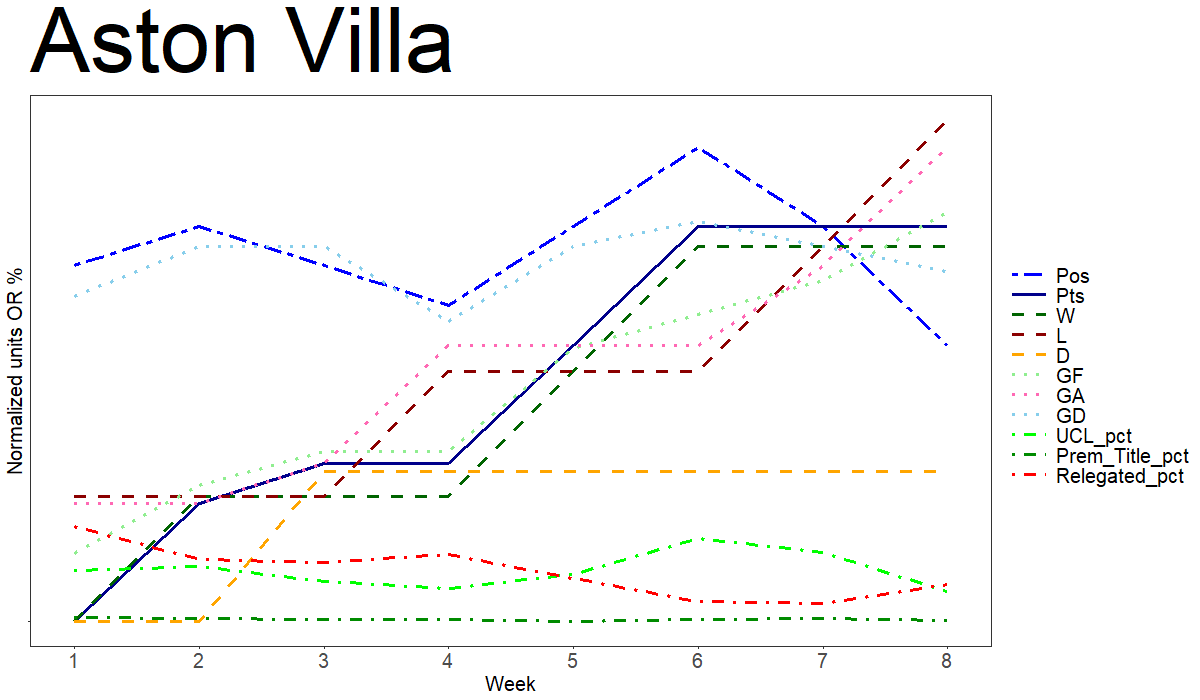 Aston Villa
Normalized units OR %
Pos
Pts
W
L
D
GF
GA
GD
UCL_pct
Prem_Title_pct
Relegated_pct
1 2 3 4 5 6 7 8
Week